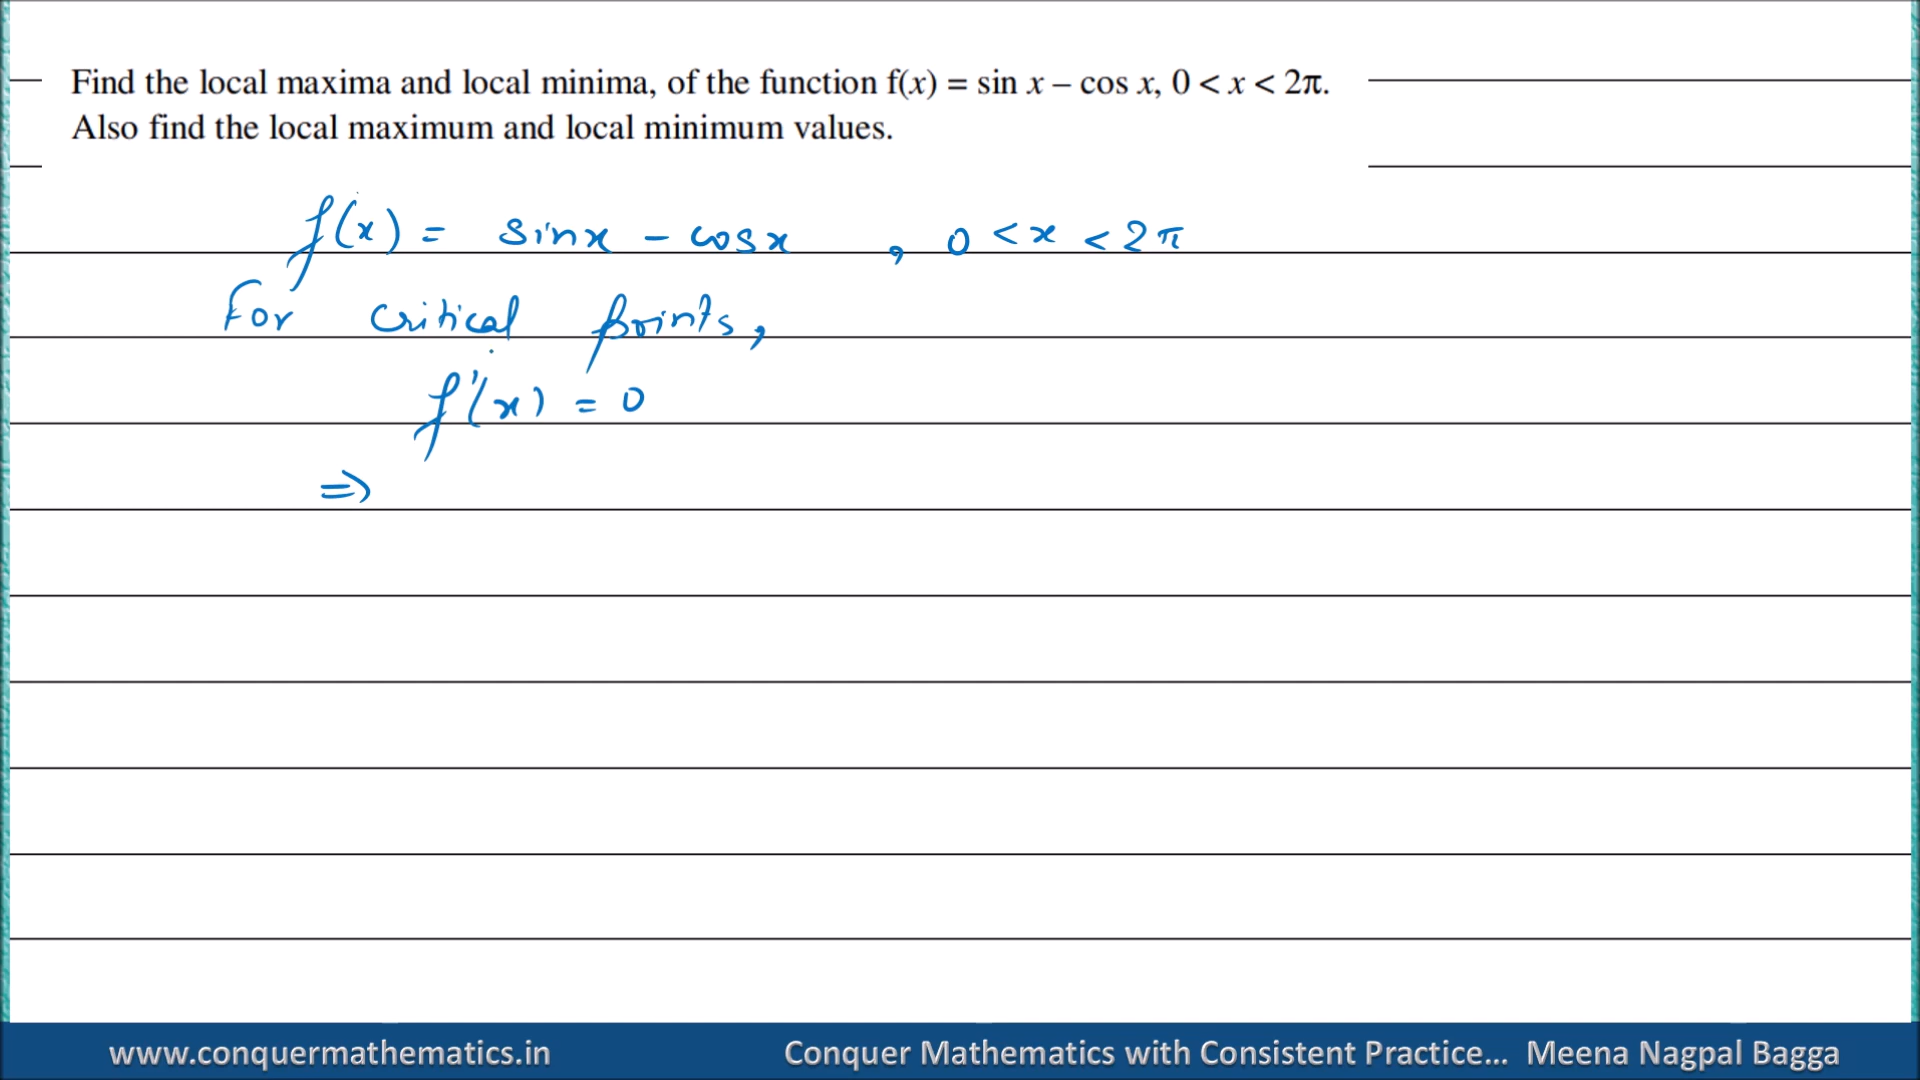 Find the local maxima and local minima, of the function f(x) = sin x – cos x, 0 < x < 2π.
Also find the local maximum and local minimum values.
f(x) = sinx - cosx , 0 < x < 2π
For critical points,
f'(x) = 0
⇒
www.conquermathematics.in Conquer Mathematics with Consistent Practice... Meena Nagpal Bagga